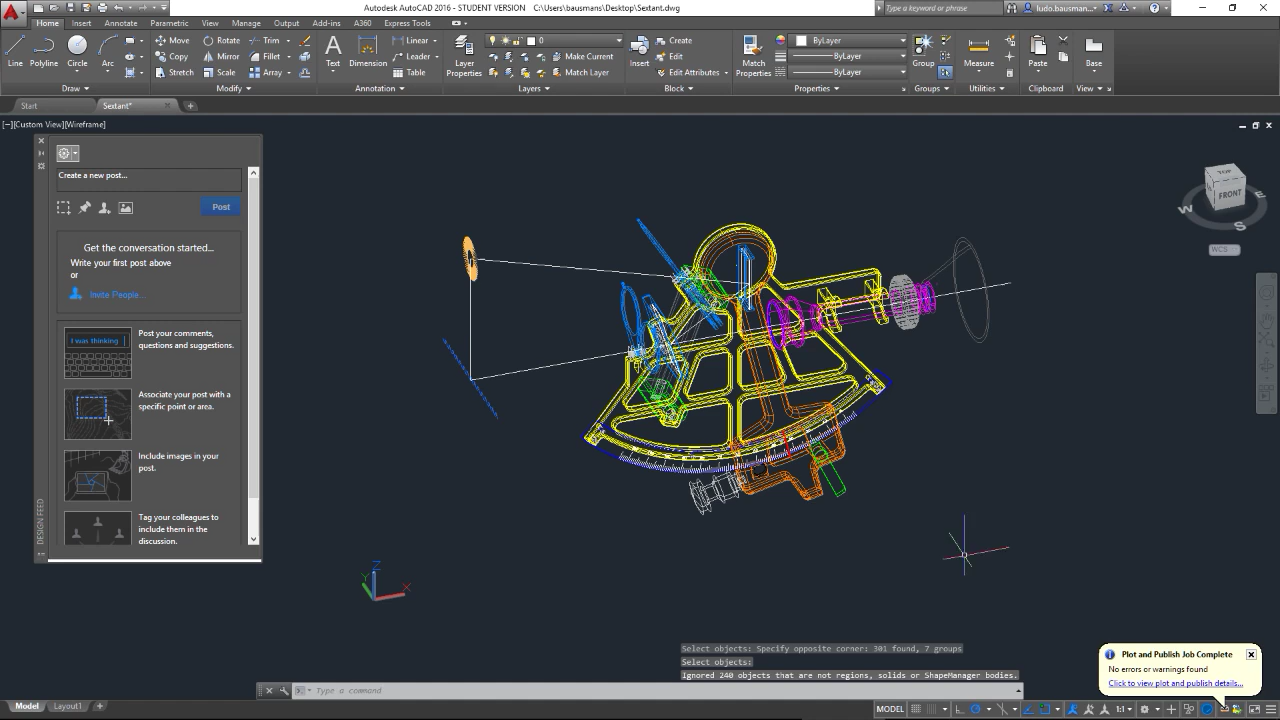 Autodesk AutoCAD 2016 - STUDENT VERSION C:\Users\bausmans\Desktop\Sextant.dwg
Type a keyword or phrase
ludo.bausman...
Home Insert Annotate Parametric View Manage Output Add-ins A360 Express Tools
Line Polyline Circle Arc
Move Rotate Trim
Copy Mirror Fillet
Stretch Scale Array
Text Dimension
Linear
Leader
Table
Layer Properties
0
Make Current
Match Layer
Insert
Create
Edit
Edit Attributes
Match Properties
ByLayer
ByLayer
ByLayer
Group
Measure
Paste
Base
Draw Modify Annotation Layers Block Properties Groups Utilities Clipboard View
Start Sextant*
[−][Custom View][Wireframe]
Create a new post...
Post
Get the conversation started...
Write your first post above
or
Invite People...
I was thinking
Post your comments,
questions and suggestions.
Associate your post with a
specific point or area.
Include images in your
post.
Tag your colleagues to
include them in the
discussion.
DESIGN FEED
TOP
FRONT
W E
S
WCS
Z
Y X
Select objects: Specify opposite corner: 301 found, 7 groups
Select objects:
Ignored 240 objects that are not regions, solids or ShapeManager bodies.
Type a command
Plot and Publish Job Complete
No errors or warnings found
Click to view plot and publish details...
Model Layout1
MODEL
1:1